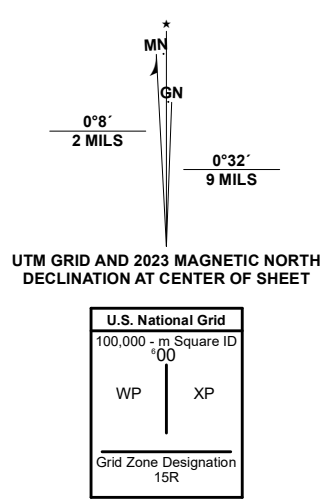 ★
MN
GN
0°8´
2 MILS
0°32´
9 MILS
UTM GRID AND 2023 MAGNETIC NORTH
DECLINATION AT CENTER OF SHEET
U.S. National Grid
100,000 - m Square ID
⁶00
WP XP
Grid Zone Designation
15R